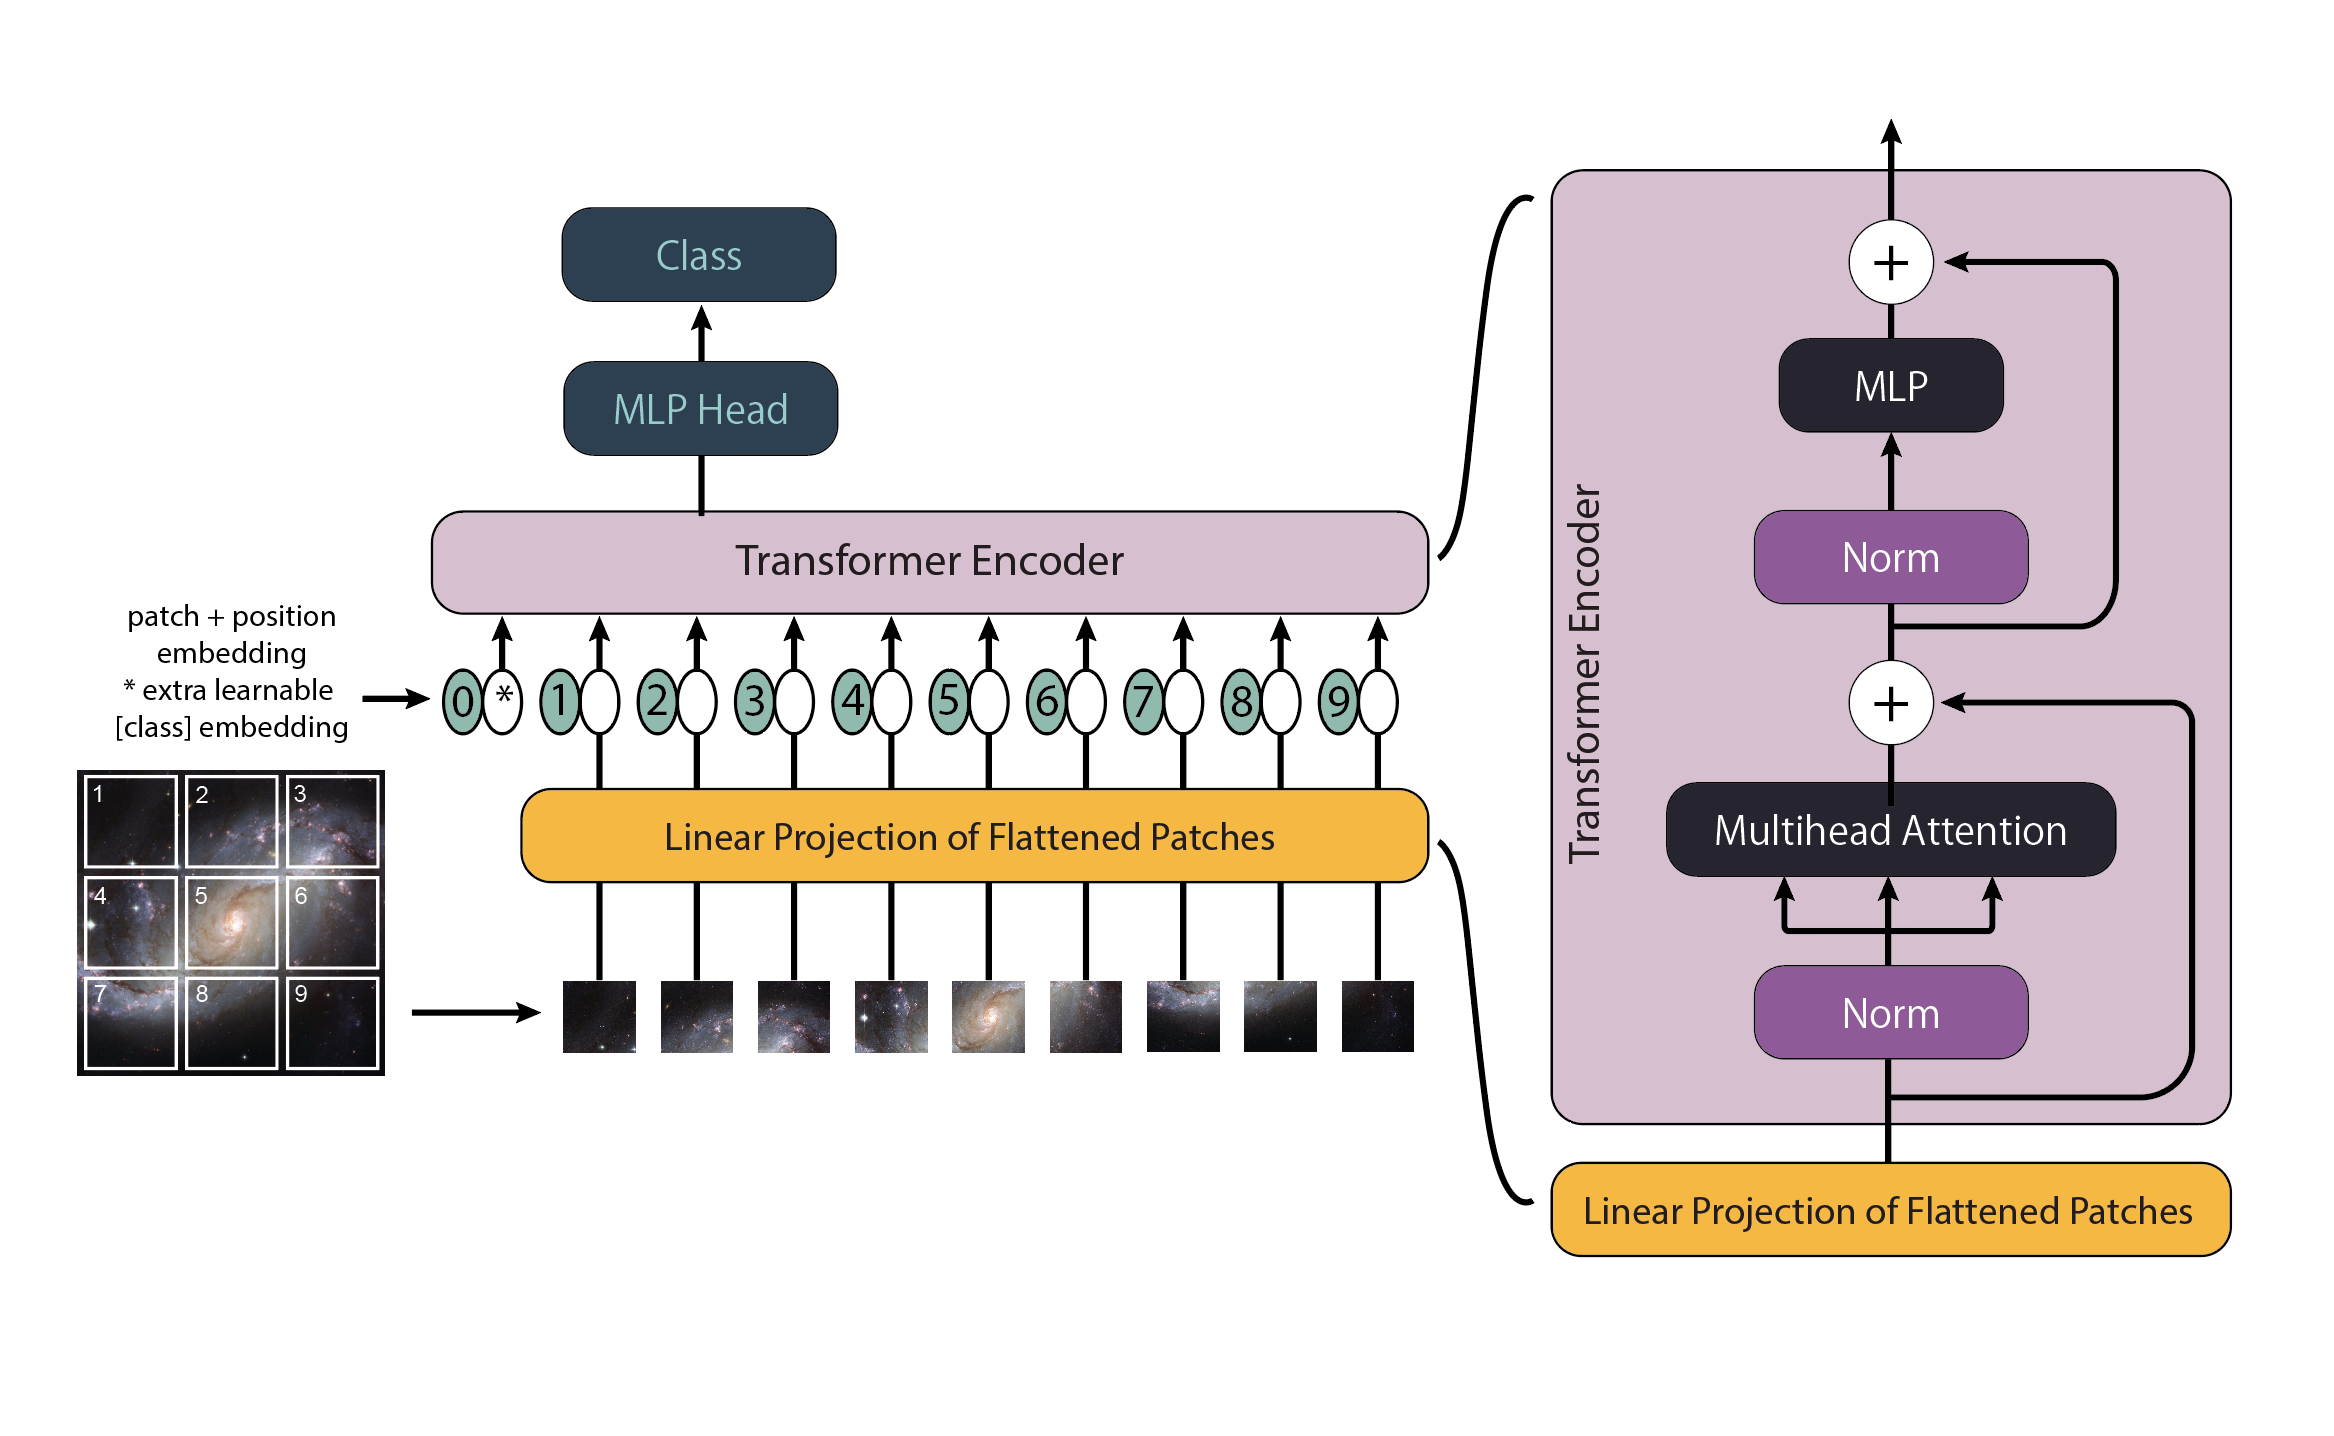 Class
MLP Head
Transformer Encoder
patch + position
embedding
* extra learnable
[class] embedding
0 * 1 2 3 4 5 6 7 8 9
Linear Projection of Flattened Patches
1 2 3
4 5 6
7 8 9
Transformer Encoder
+
MLP
Norm
+
Multihead Attention
Norm
Linear Projection of Flattened Patches